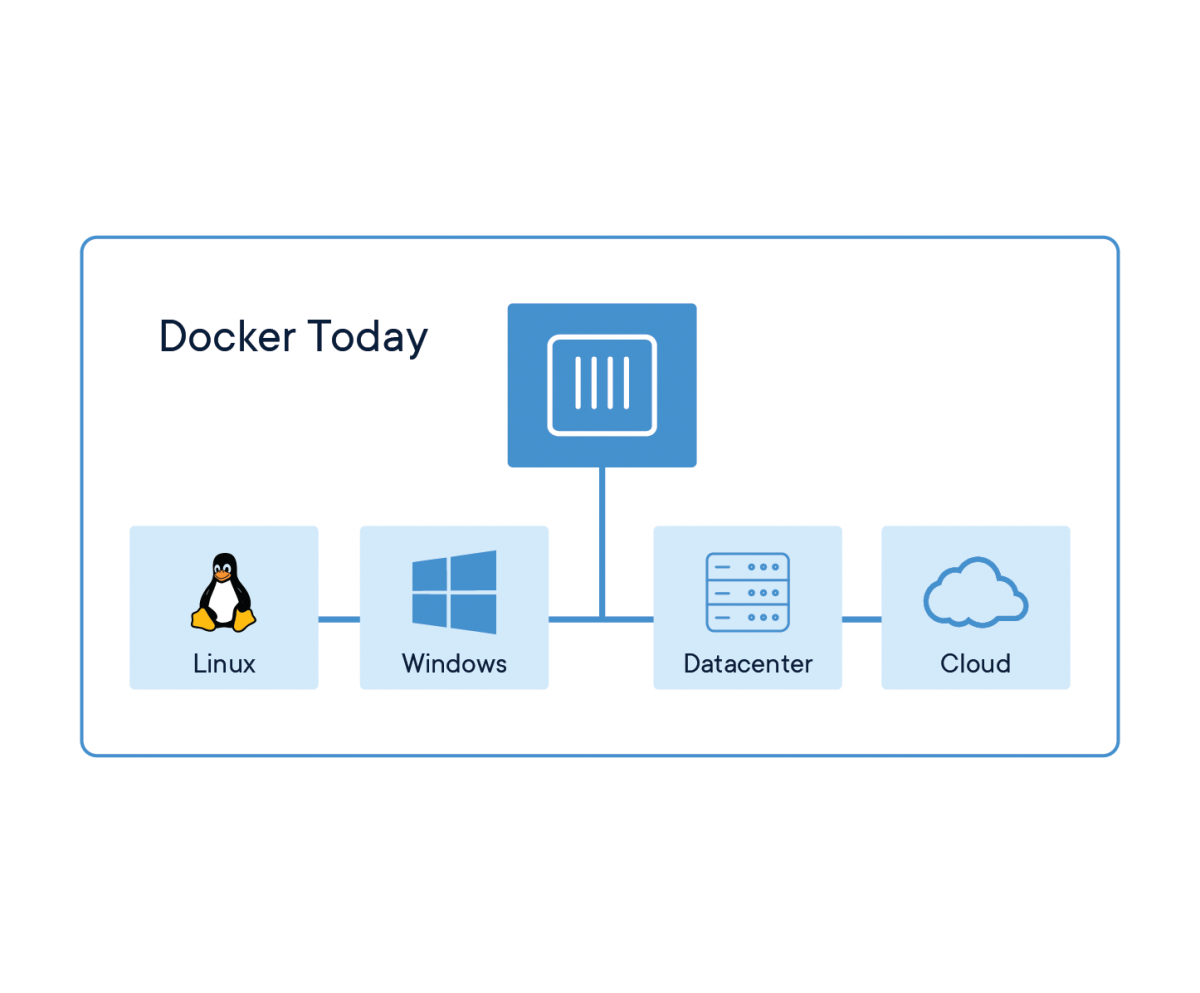 Docker Today
Linux
Windows
Datacenter
Cloud